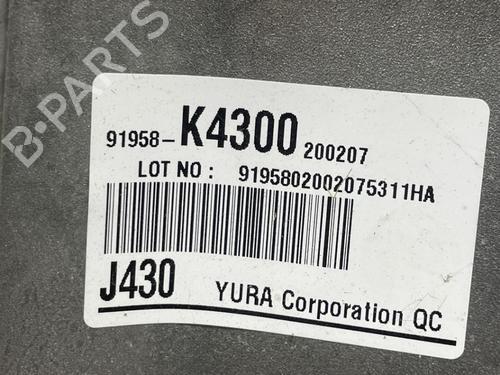 B-PARTS
91958-K4300 200207
LOT NO : 9195802002075311HA
J430 YURA Corporation QC